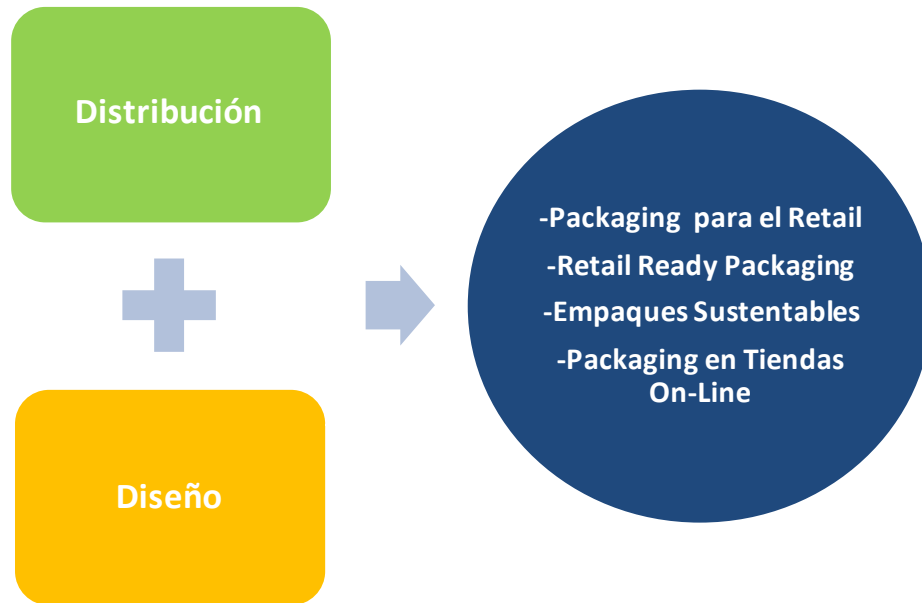 Distribución
Diseño
-Packaging para el Retail
-Retail Ready Packaging
-Empaques Sustentables
-Packaging en Tiendas
On-Line